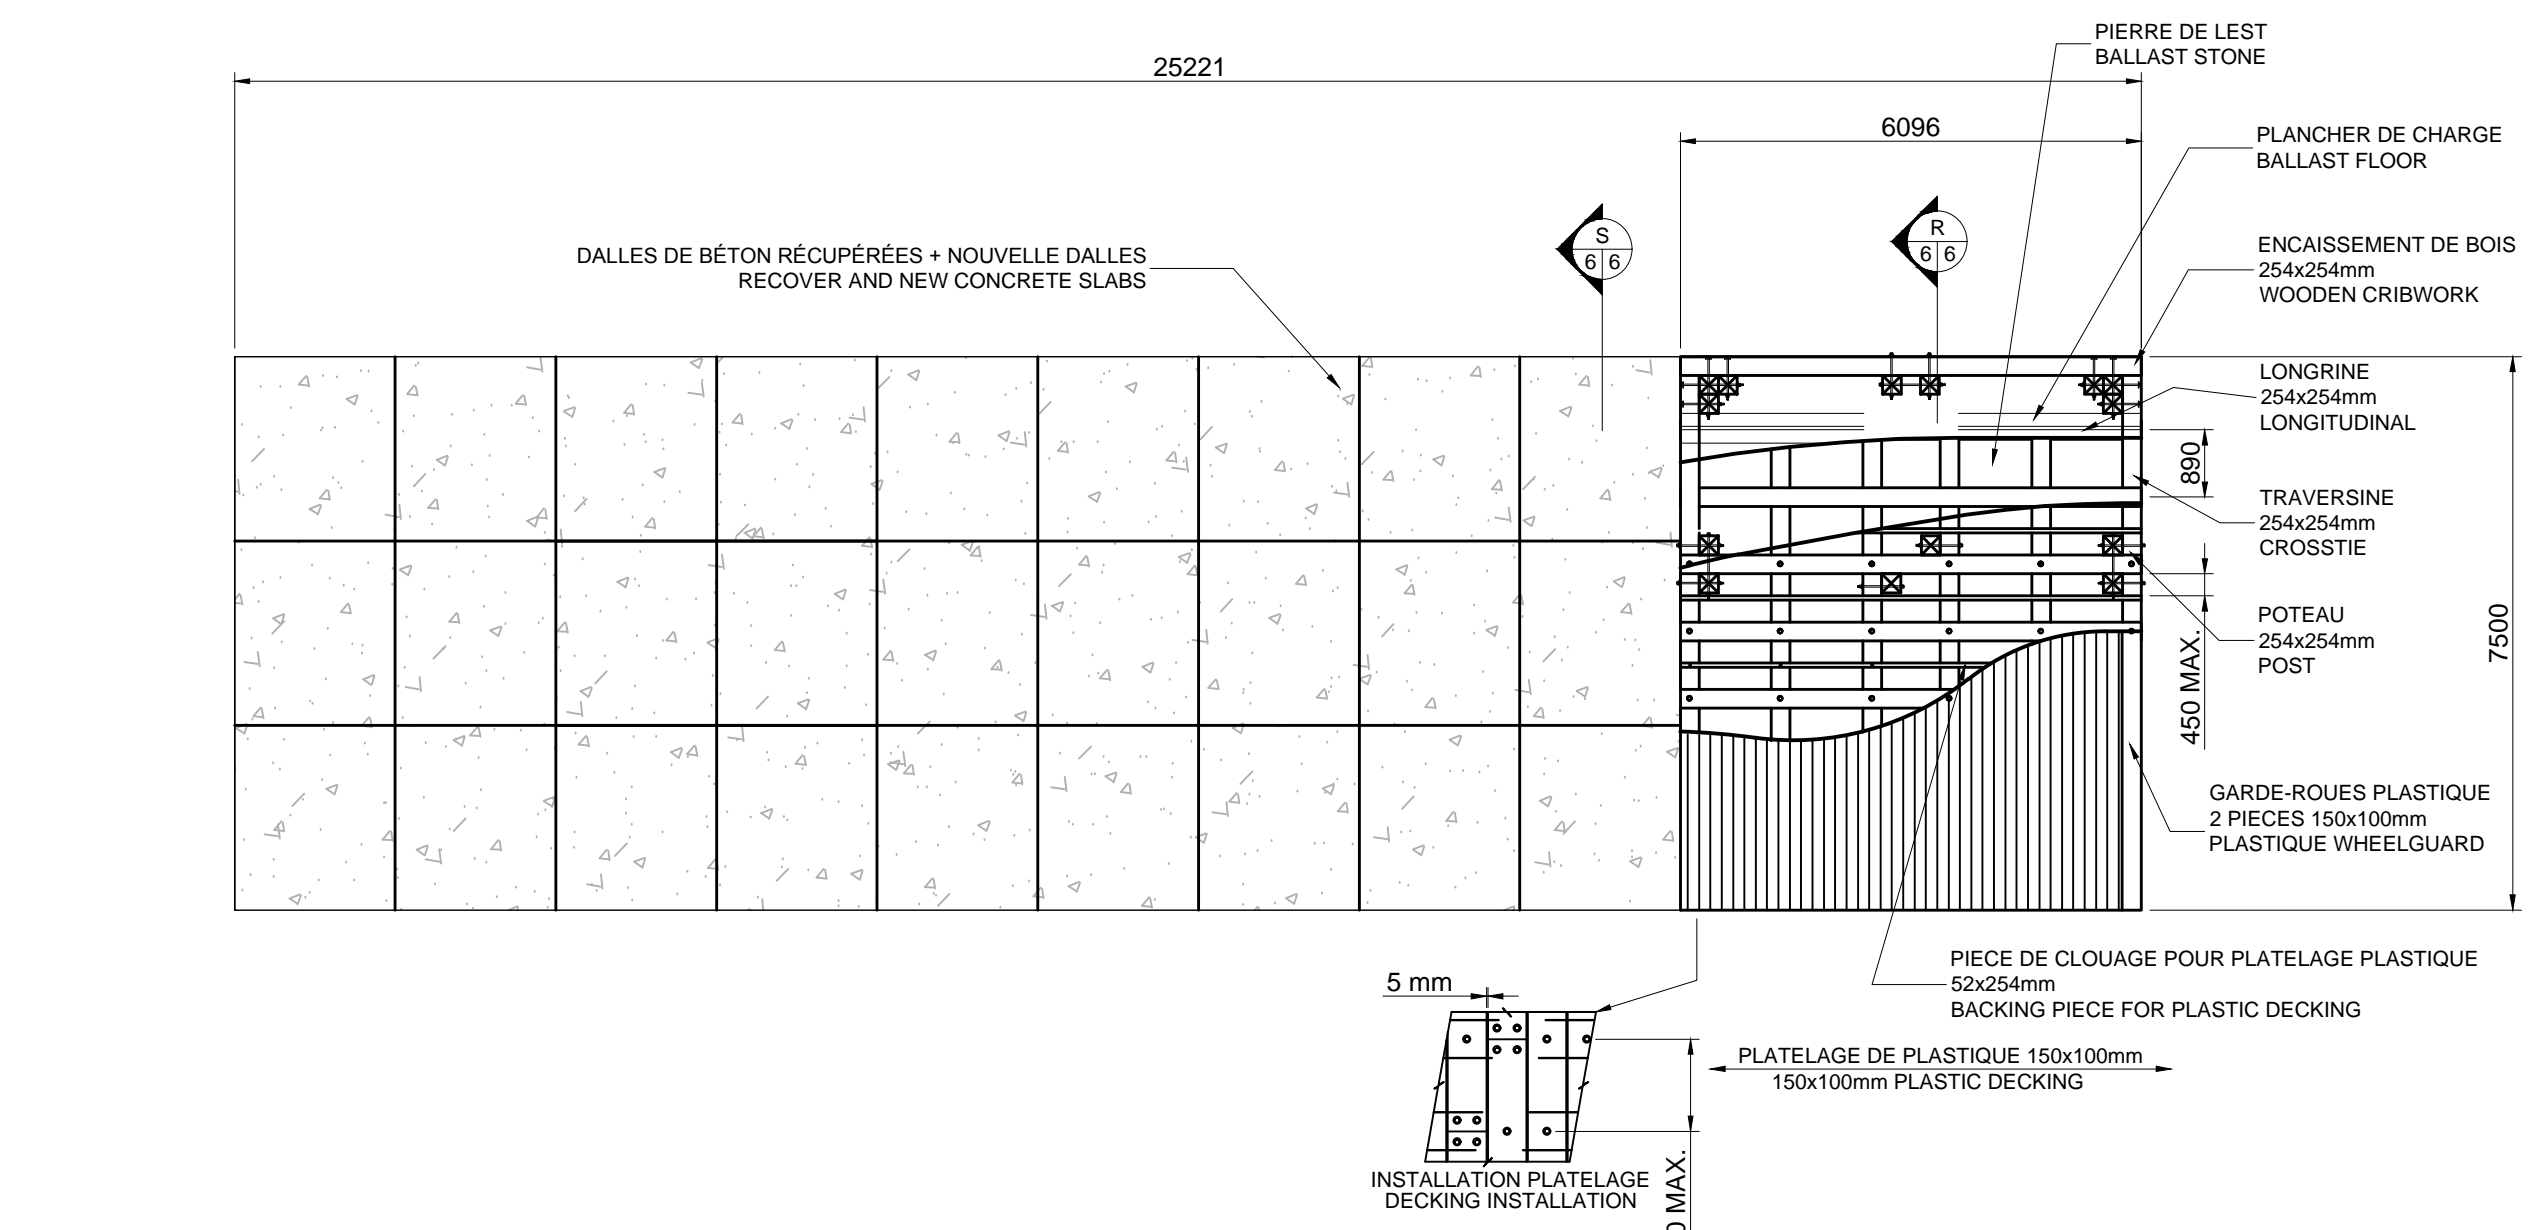 PIERRE DE LEST
BALLAST STONE
25221
6096
PLANCHER DE CHARGE
BALLAST FLOOR
S
6 6
R
6 6
DALLES DE BÉTON RÉCUPÉRÉES + NOUVELLE DALLES
RECOVER AND NEW CONCRETE SLABS
ENCAISSEMENT DE BOIS
254x254mm
WOODEN CRIBWORK
LONGRINE
254x254mm
LONGITUDINAL
890
TRAVERSINE
254x254mm
CROSSTIE
POTEAU
254x254mm
POST
450 MAX.
7500
GARDE-ROUES PLASTIQUE
2 PIECES 150x100mm
PLASTIQUE WHEELGUARD
PIECE DE CLOUAGE POUR PLATELAGE PLASTIQUE
52x254mm
BACKING PIECE FOR PLASTIC DECKING
5 mm
PLATELAGE DE PLASTIQUE 150x100mm
150x100mm PLASTIC DECKING
INSTALLATION PLATELAGE
DECKING INSTALLATION
MAX.